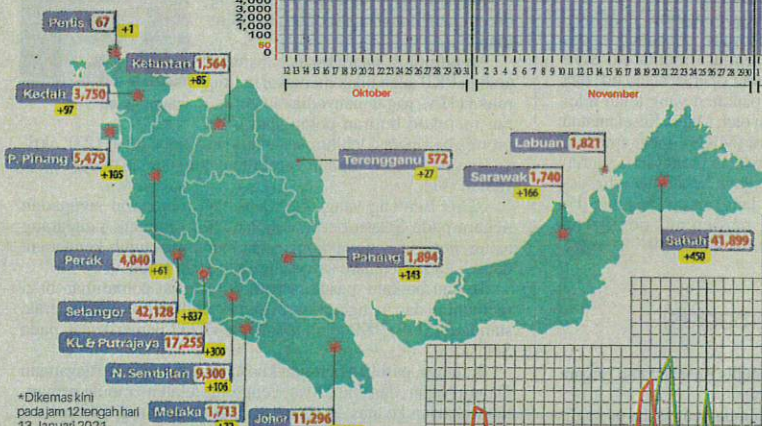 4,000
3,000
2,000
1,000
100
50
0
12 13 14 15 16 17 18 19 20 21 22 23 24 25 26 27 28 29 30 31
1 2 3 4 5 6 7 8 9 10 11 12 13 14 15 16 17 18 19 20 21 22 23 24 25 26 27 28 29 30
1
Oktober
November
Perlis 67
+1
Kelantan 1,564
+85
Kedah 3,750
+97
P. Pinang 5,479
+165
Terengganu 572
+27
Labuan 1,821
Sarawak 1,740
+166
Sabah 41,899
+450
Perak 4,040
+61
Pahang 1,894
+143
Selangor 42,128
+837
KL & Putrajaya 17,255
+300
N. Sembilan 9,300
+106
Melaka 1,713
Johor 11,296
*Dikemas kini
pada jam 12 tengah hari
13 Januari 2021